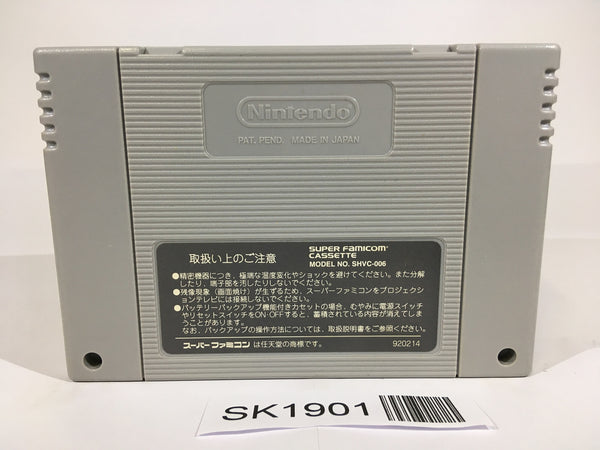 Nintendo
PAT. PEND. MADE IN JAPAN
取扱い上のご注意
SUPER FAMICOM
CASSETTE
MODEL NO. SHVC-006
●精密機器につき、極端な温度変化やショックを避けてください。また分解
したり、端子部を汚したりしないでください。
●残像現象（画面焼け）が生ずるため、スーパーファミコンをプロジェクシ
ョンテレビには接続しないでください。
●バッテリーバックアップ機能付きカセットの場合、むやみに電源スイッチ
やリセットスイッチをON・OFFすると、蓄積されている内容が消えてしま
うことがあります。
なお、バックアップの操作方法については、取扱説明書をご参照ください。
スーパーファミコンは任天堂の商標です。
920214
SK1901